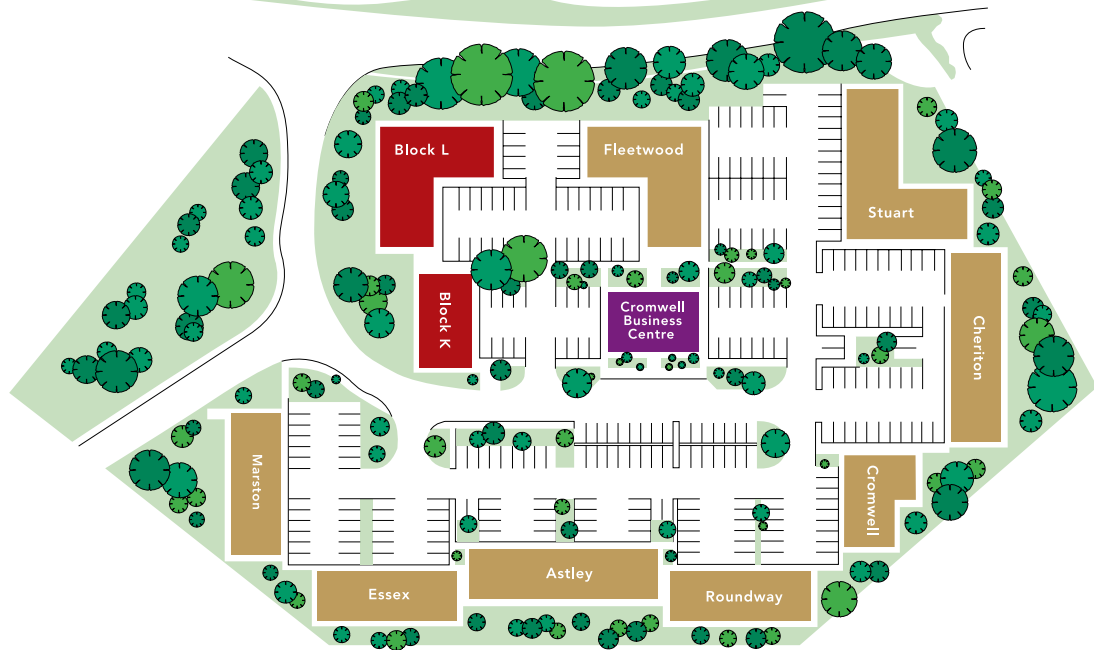 Block L
Fleetwood
Stuart
Block K
Cromwell
Business
Centre
Cheriton
Marston
Cromwell
Essex
Astley
Roundway